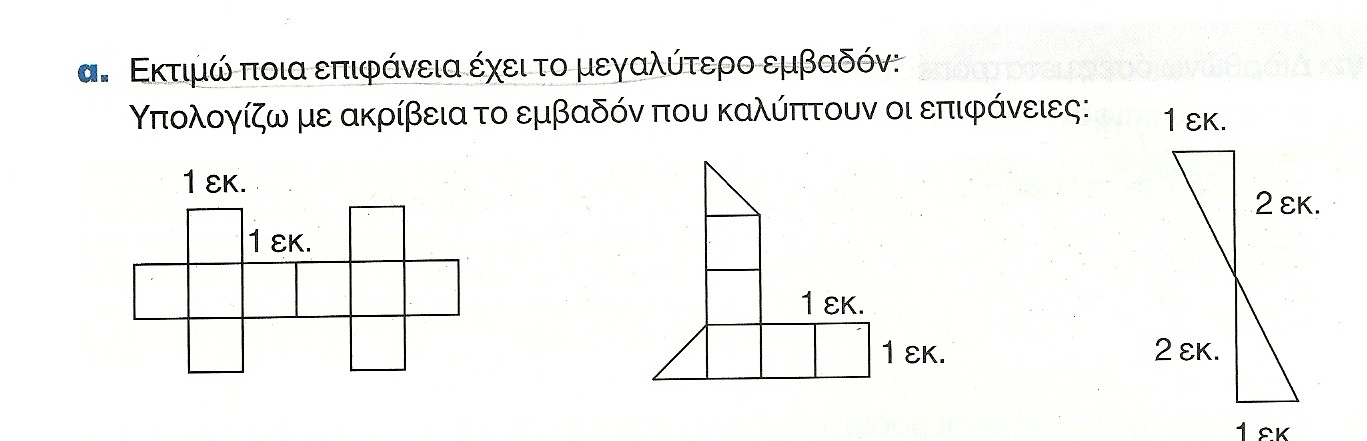 α. Εκτιμώ ποια επιφάνεια έχει το μεγαλύτερο εμβαδόν:
Υπολογίζω με ακρίβεια το εμβαδόν που καλύπτουν οι επιφάνειες:
1 εκ.
1 εκ.
1 εκ.
1 εκ.
1 εκ.
2 εκ.
2 εκ.
1 εκ